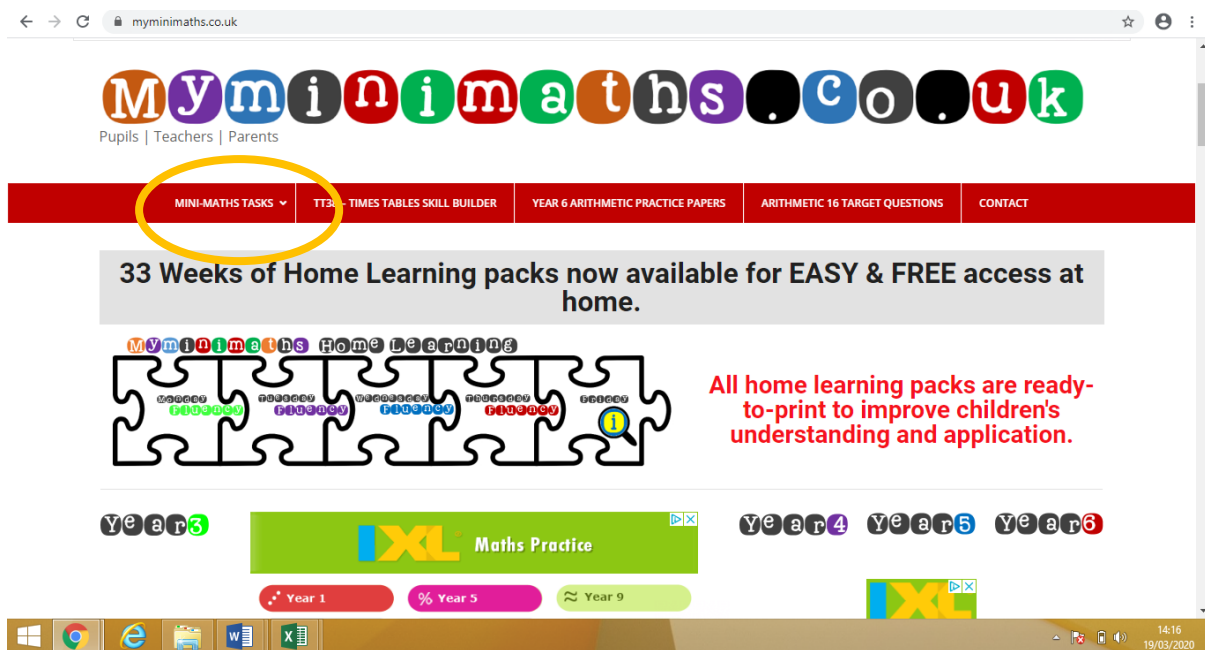 myminimaths.co.uk
Myminimaths.co.uk
Pupils | Teachers | Parents
MINI-MATHS TASKS
TT38 - TIMES TABLES SKILL BUILDER
YEAR 6 ARITHMETIC PRACTICE PAPERS
ARITHMETIC 16 TARGET QUESTIONS
CONTACT
33 Weeks of Home Learning packs now available for EASY & FREE access at
home.
Myminimaths Home Learning
Monday
Fluency
Tuesday
Fluency
Wednesday
Fluency
Thursday
Fluency
Friday
i
All home learning packs are ready-
to-print to improve children's
understanding and application.
Year3
IXL Maths Practice
Year 1
% Year 5
≈ Year 9
Year4
Year5
Year6
IXL
14:16
19/03/2020